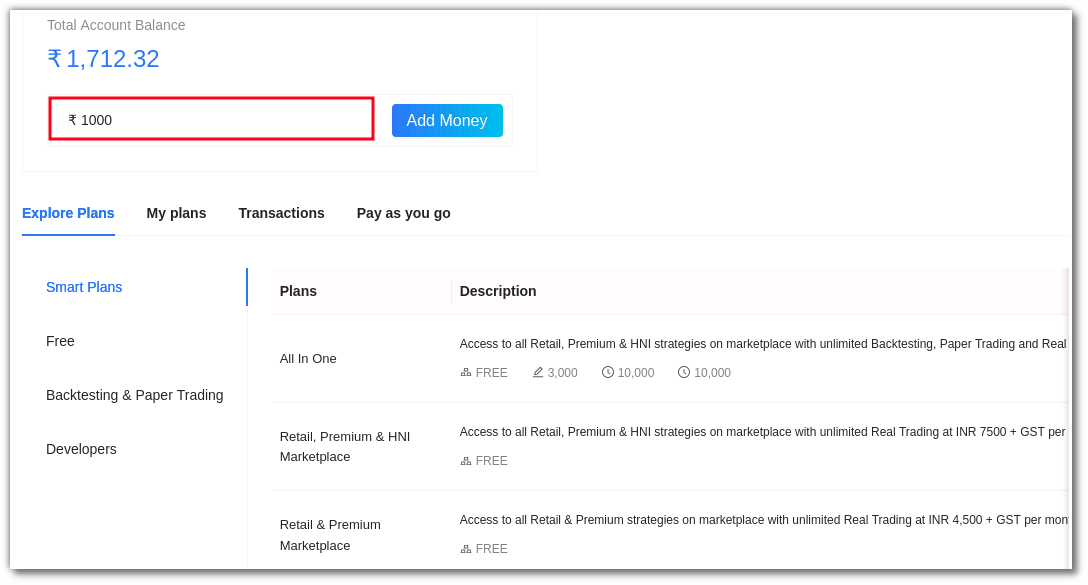 Total Account Balance
₹ 1,712.32
₹ 1000
Add Money
Explore Plans
My plans
Transactions
Pay as you go
Smart Plans
Free
Backtesting & Paper Trading
Developers
Plans
Description
All In One
Access to all Retail, Premium & HNI strategies on marketplace with unlimited Backtesting, Paper Trading and Real
FREE 3,000 10,000 10,000
Retail, Premium & HNI
Marketplace
Access to all Retail, Premium & HNI strategies on marketplace with unlimited Real Trading at INR 7500 + GST per
FREE
Retail & Premium
Marketplace
Access to all Retail & Premium strategies on marketplace with unlimited Real Trading at INR 4,500 + GST per mon
FREE